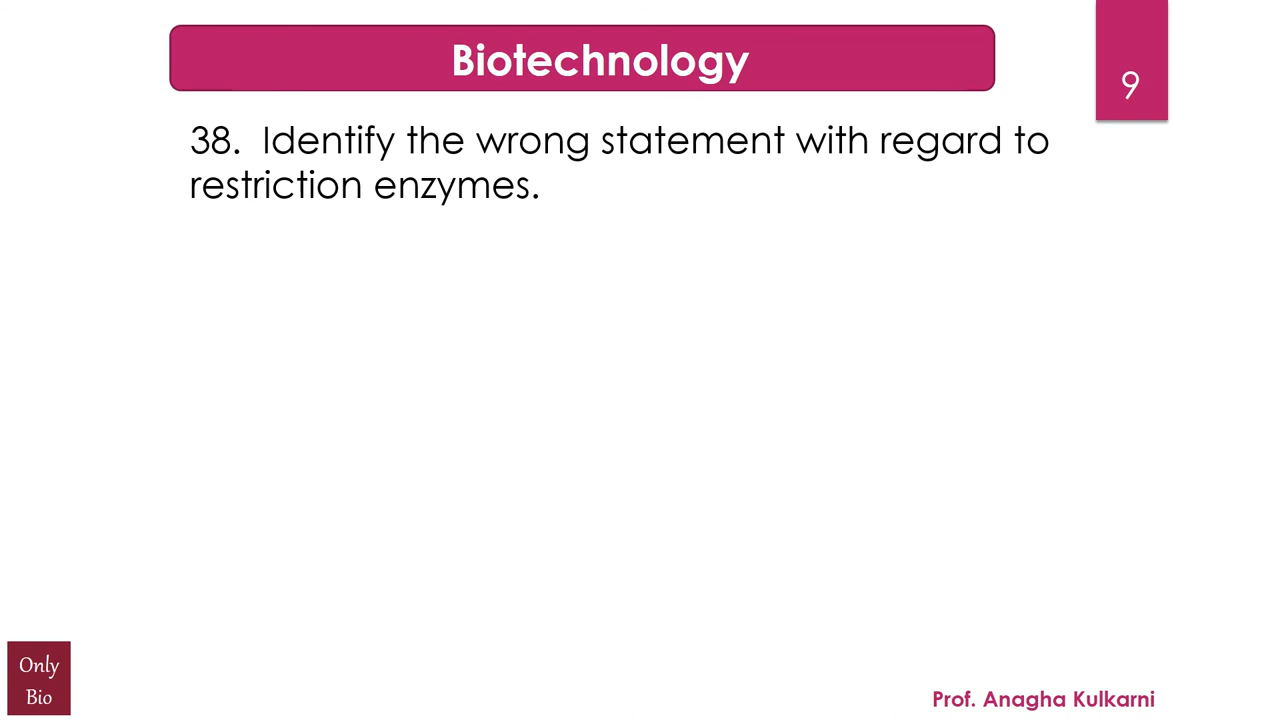 Biotechnology
9
38. Identify the wrong statement with regard to
restriction enzymes.
Only
Bio
Prof. Anagha Kulkarni